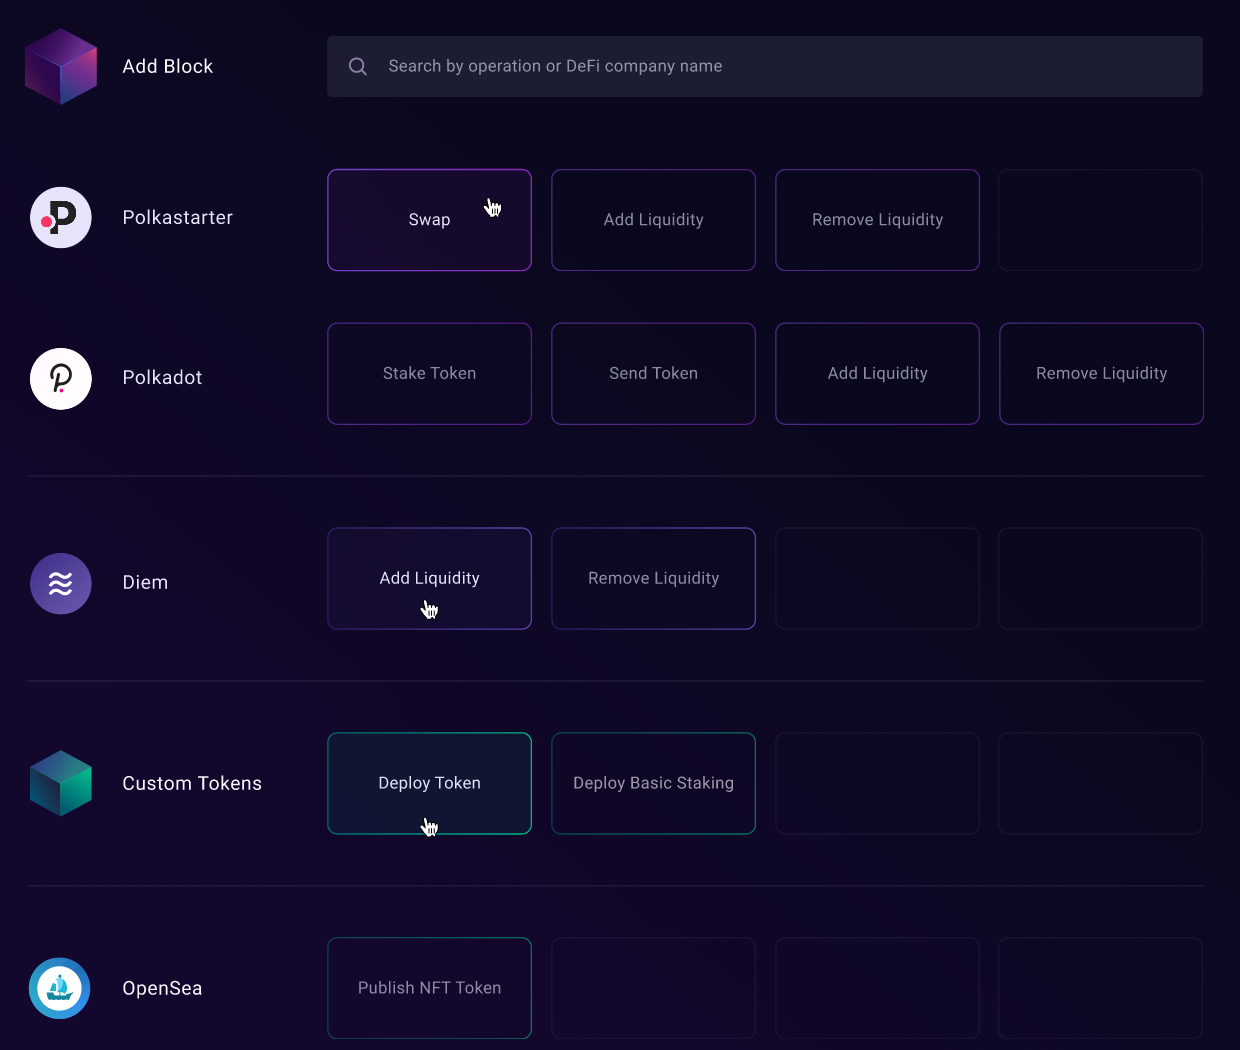 Add Block
Search by operation or DeFi company name
Polkastarter
Swap
Add Liquidity
Remove Liquidity
Polkadot
Stake Token
Send Token
Add Liquidity
Remove Liquidity
Diem
Add Liquidity
Remove Liquidity
Custom Tokens
Deploy Token
Deploy Basic Staking
OpenSea
Publish NFT Token